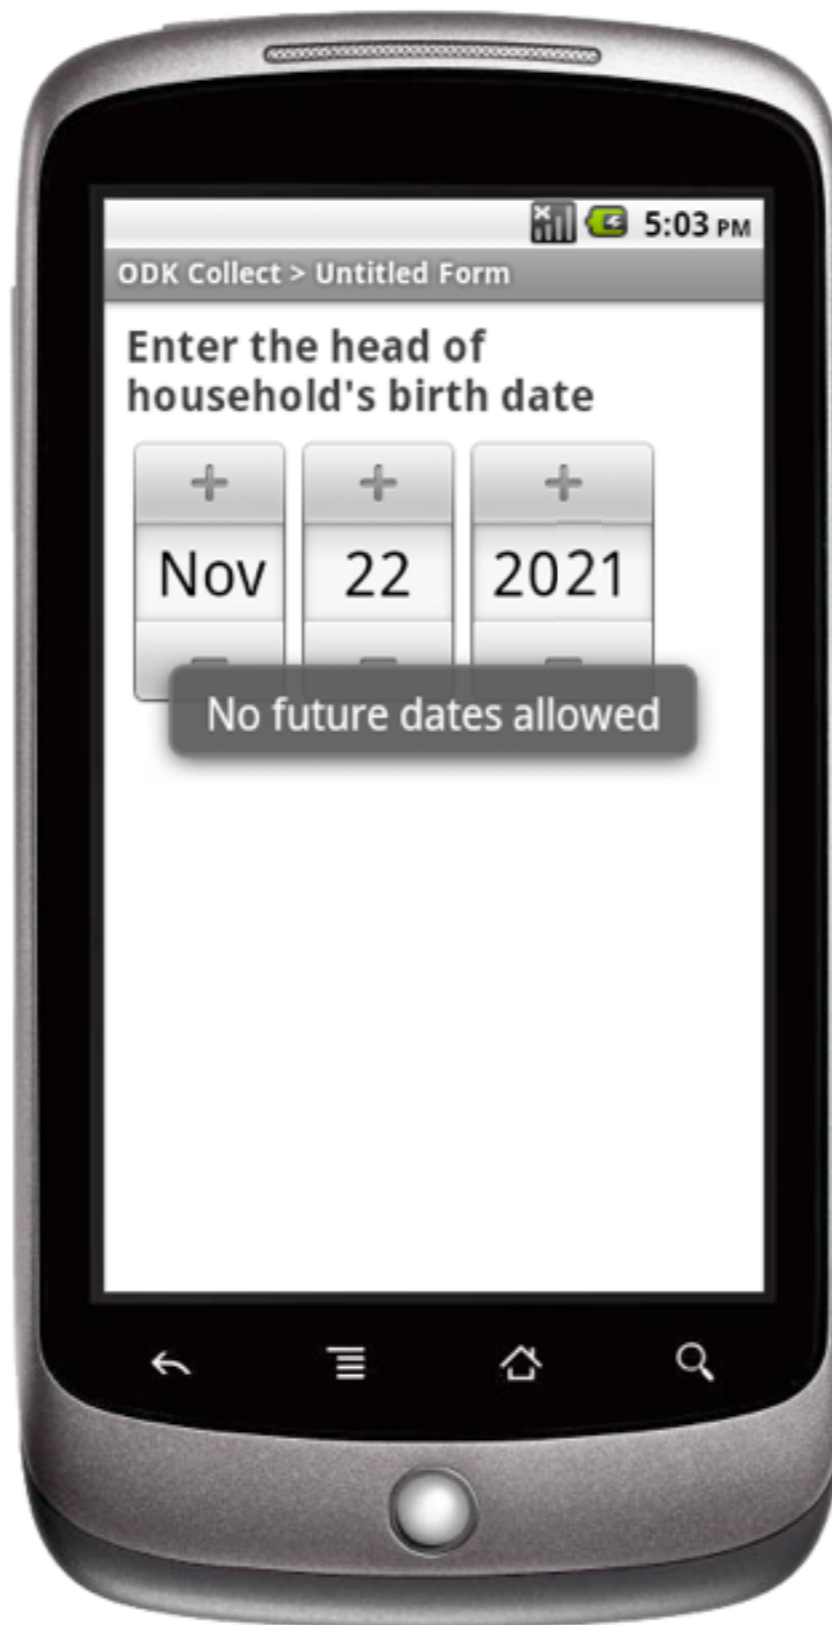 5:03 PM
ODK Collect > Untitled Form
Enter the head of
household's birth date
+ + +
Nov 22 2021
No future dates allowed